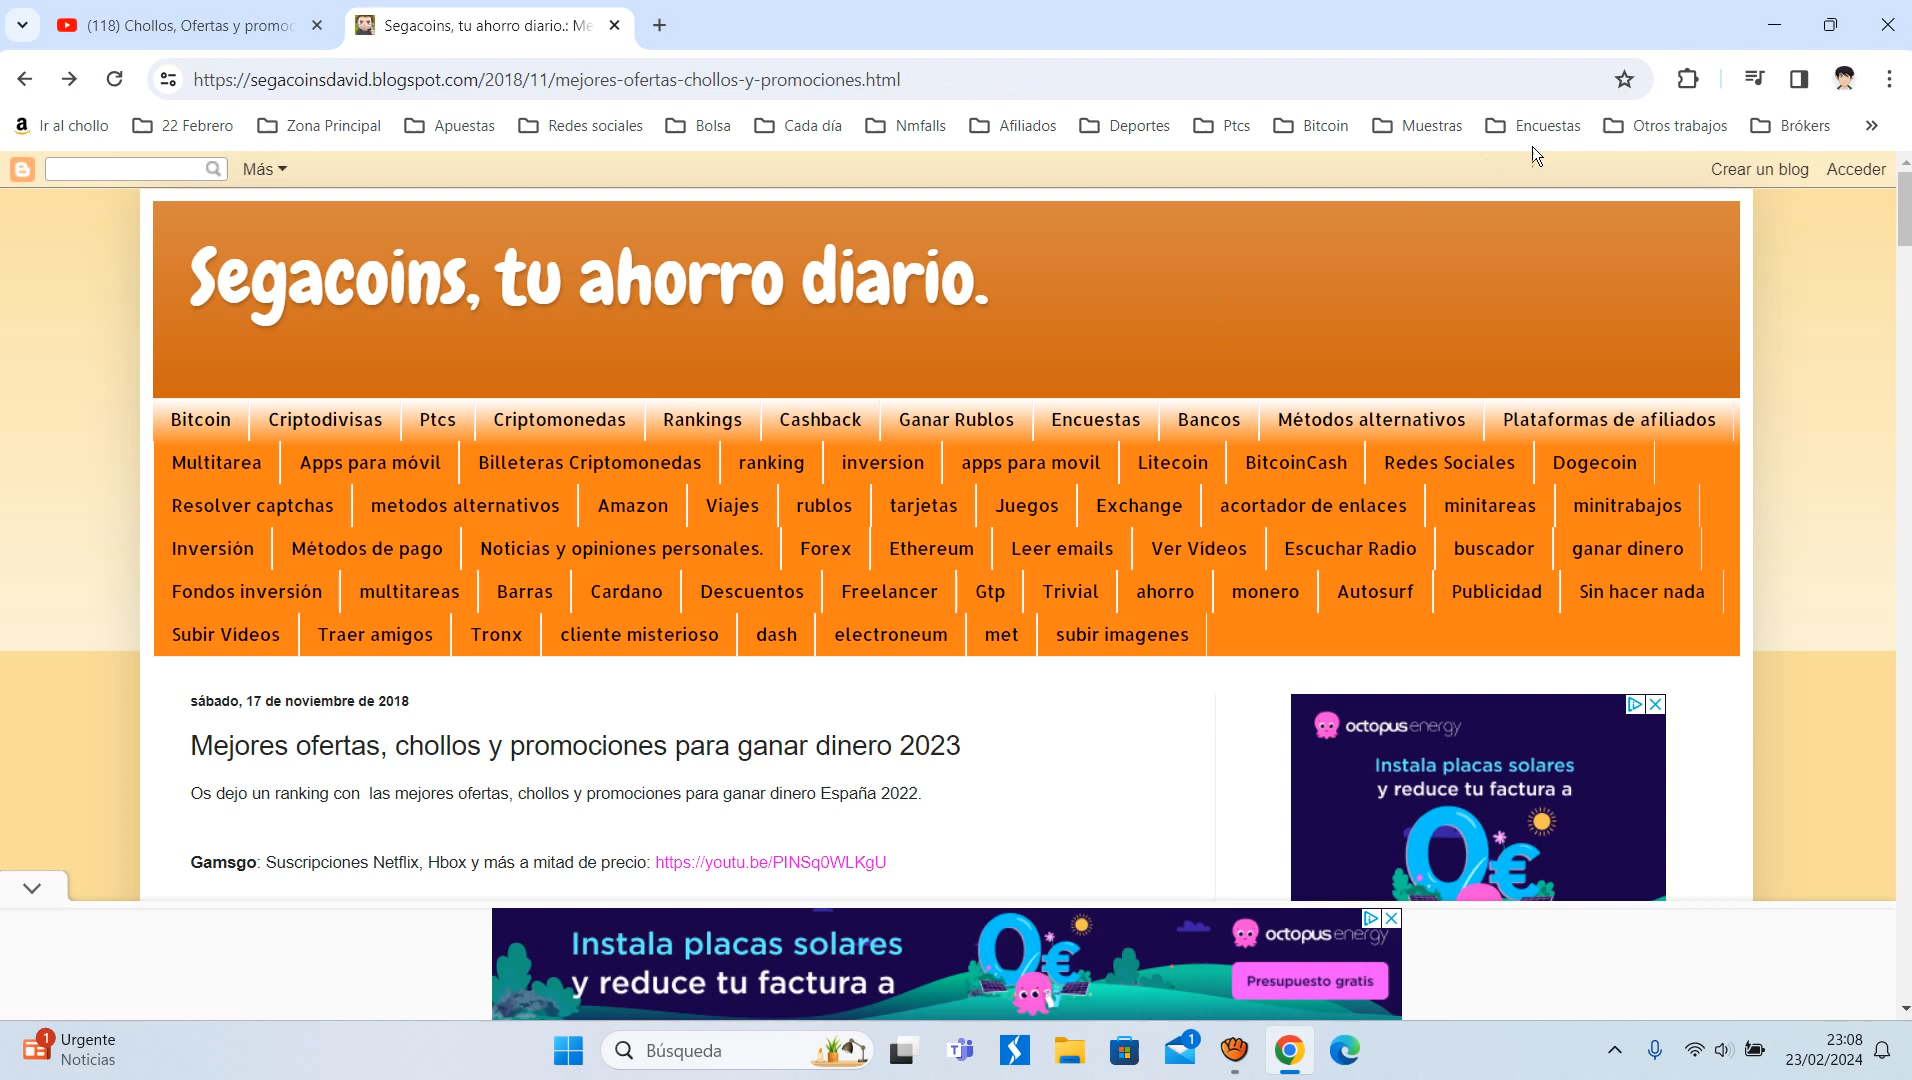 (118) Chollos, Ofertas y promoc
Segacoins, tu ahorro diario.: Me
https://segacoinsdavid.blogspot.com/2018/11/mejores-ofertas-chollos-y-promociones.html
Ir al chollo 22 Febrero Zona Principal Apuestas Redes sociales Bolsa Cada día Nmfalls Afiliados Deportes Ptcs Bitcoin Muestras Encuestas Otros trabajos Brókers
Más Crear un blog Acceder
Segacoins, tu ahorro diario.
Bitcoin Criptodivisas Ptcs Criptomonedas Rankings Cashback Ganar Rublos Encuestas Bancos Métodos alternativos Plataformas de afiliados
Multitarea Apps para móvil Billeteras Criptomonedas ranking inversion apps para movil Litecoin BitcoinCash Redes Sociales Dogecoin
Resolver captchas metodos alternativos Amazon Viajes rublos tarjetas Juegos Exchange acortador de enlaces minitareas minitrabajos
Inversión Métodos de pago Noticias y opiniones personales. Forex Ethereum Leer emails Ver Vídeos Escuchar Radio buscador ganar dinero
Fondos inversión multitareas Barras Cardano Descuentos Freelancer Gtp Trivial ahorro monero Autosurf Publicidad Sin hacer nada
Subir Vídeos Traer amigos Tronx cliente misterioso dash electroneum met subir imagenes
sábado, 17 de noviembre de 2018
Mejores ofertas, chollos y promociones para ganar dinero 2023
Os dejo un ranking con  las mejores ofertas, chollos y promociones para ganar dinero España 2022.
Gamsgo: Suscripciones Netflix, Hbox y más a mitad de precio: https://youtu.be/PINSq0WLKgU
octopus energy
Instala placas solares
y reduce tu factura a
0€
Instala placas solares
y reduce tu factura a
0€
octopus energy
Presupuesto gratis
1
Urgente
Noticias
Búsqueda
1
23:08
23/02/2024